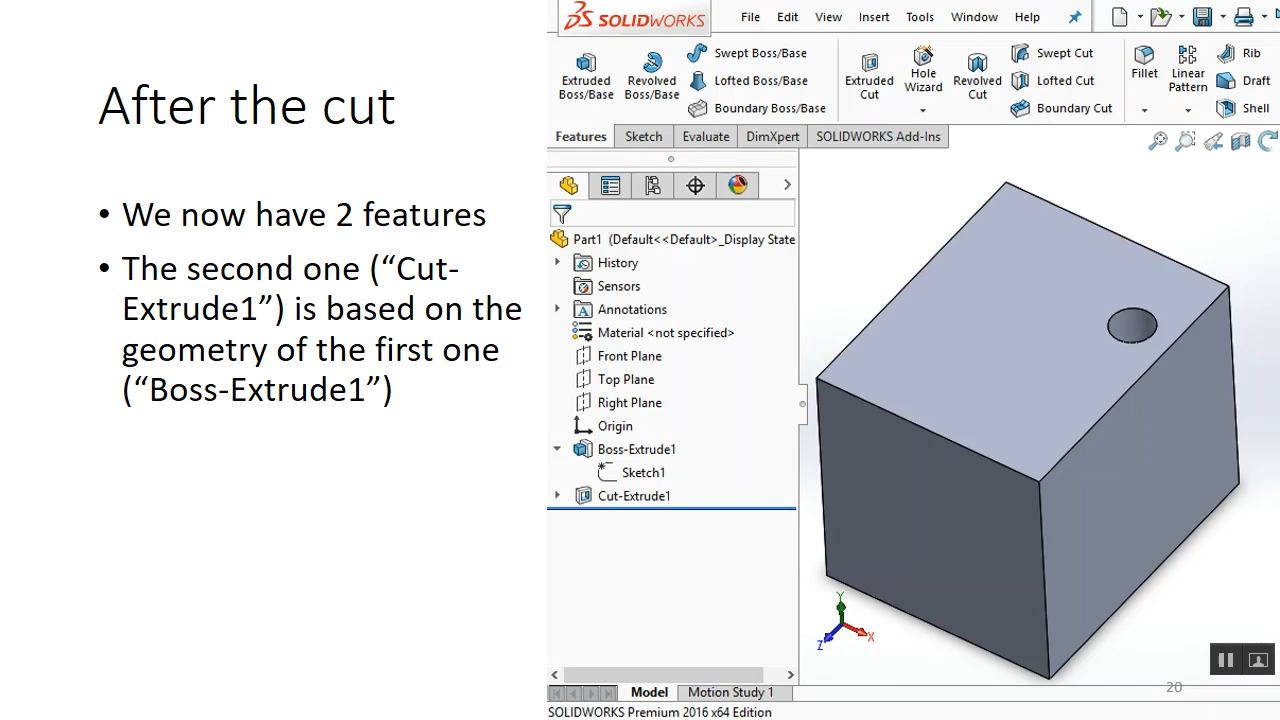 After the cut
• We now have 2 features
• The second one (“Cut-
Extrude1”) is based on the
geometry of the first one
(“Boss-Extrude1”)
SOLIDWORKS
File Edit View Insert Tools Window Help
Extruded Boss/Base
Revolved Boss/Base
Swept Boss/Base
Lofted Boss/Base
Boundary Boss/Base
Extruded Cut
Hole Wizard
Revolved Cut
Swept Cut
Lofted Cut
Boundary Cut
Fillet
Linear Pattern
Rib
Draft
Shell
Features Sketch Evaluate DimXpert SOLIDWORKS Add-Ins
Part1 (Default<<Default>_Display State
History
Sensors
A Annotations
Material <not specified>
Front Plane
Top Plane
Right Plane
Origin
Boss-Extrude1
Sketch1
Cut-Extrude1
Y
X
Z
20
Model Motion Study 1
SOLIDWORKS Premium 2016 x64 Edition